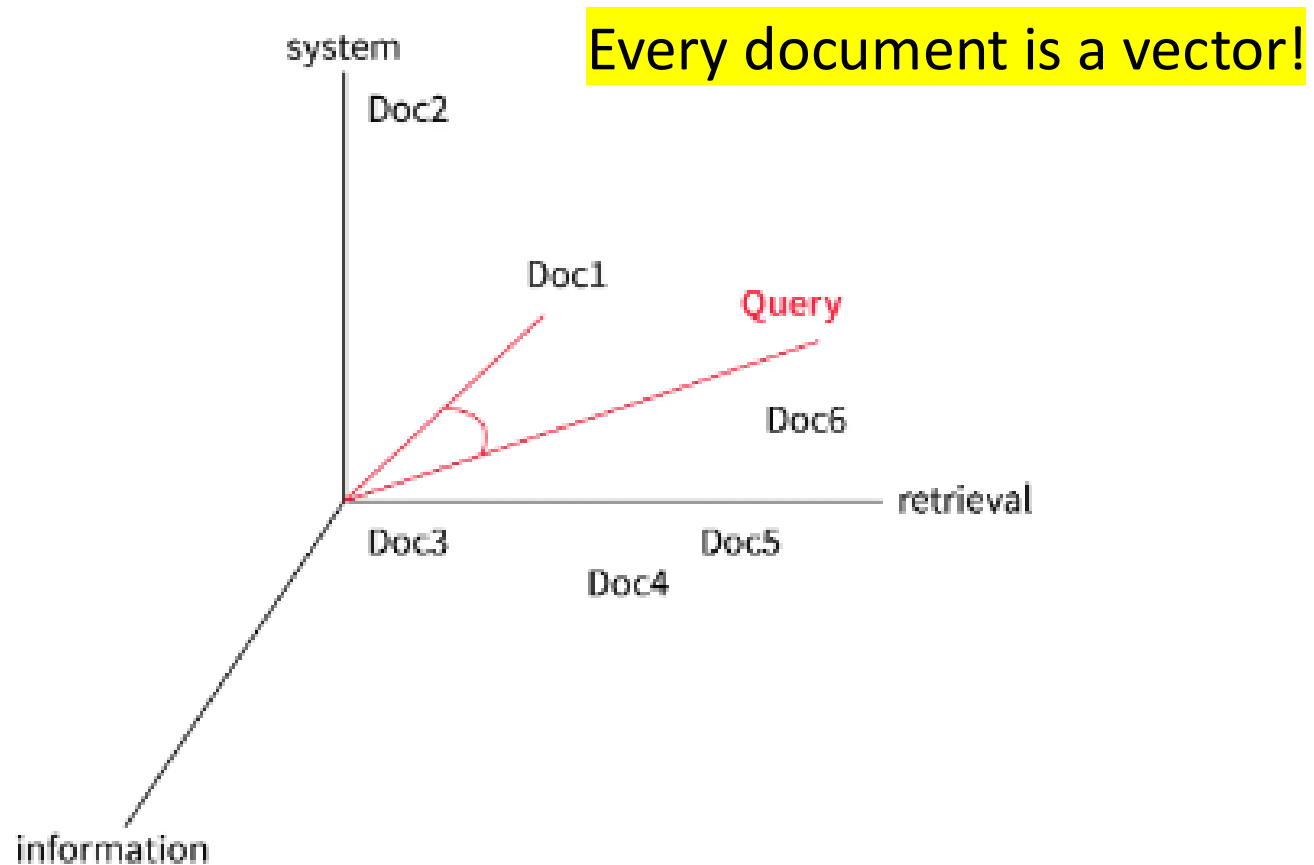 Every document is a vector!
system
Doc2
Doc1
Query
Doc6
retrieval
Doc3
Doc5
Doc4
information